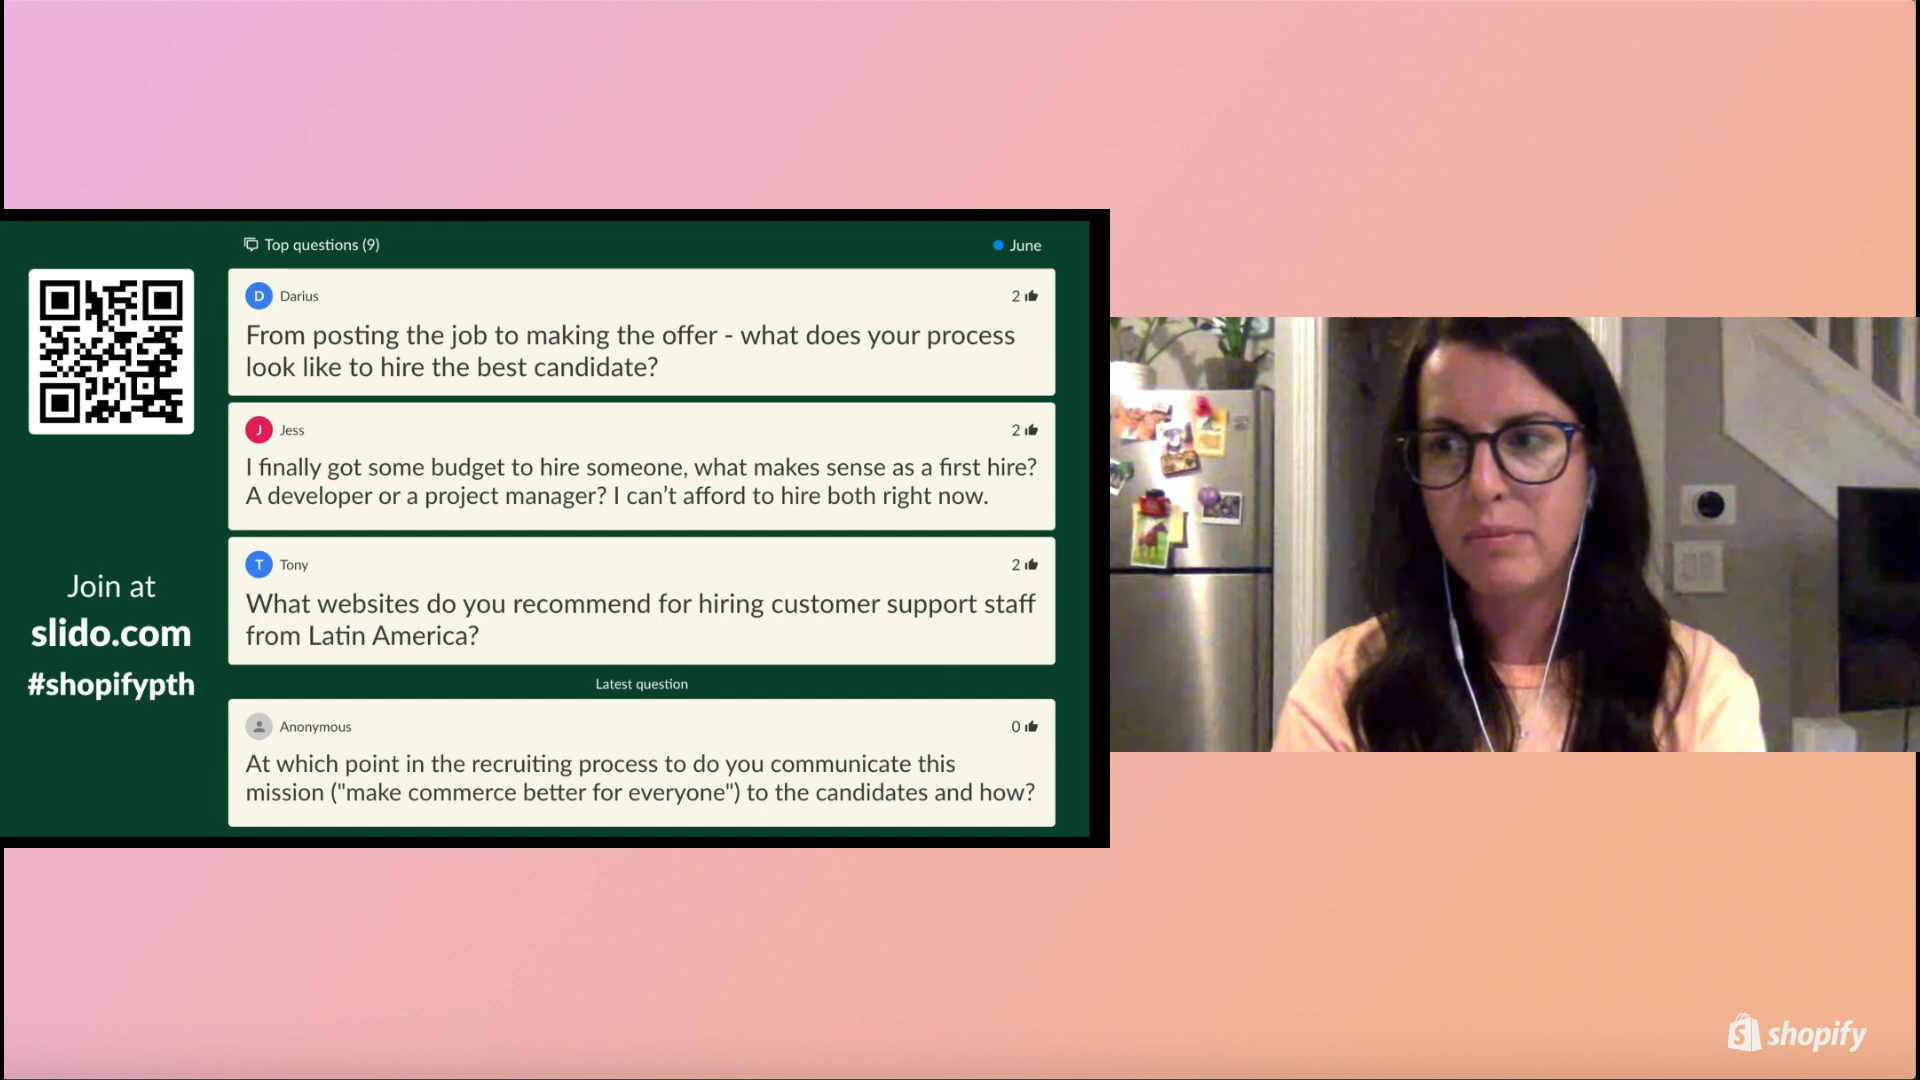 Top questions (9)
June
D Darius 2
From posting the job to making the offer - what does your process
look like to hire the best candidate?
J Jess 2
I finally got some budget to hire someone, what makes sense as a first hire?
A developer or a project manager? I can’t afford to hire both right now.
T Tony 2
What websites do you recommend for hiring customer support staff
from Latin America?
Latest question
Anonymous 0
At which point in the recruiting process to do you communicate this
mission ("make commerce better for everyone") to the candidates and how?
Join at
slido.com
#shopifypth
shopify